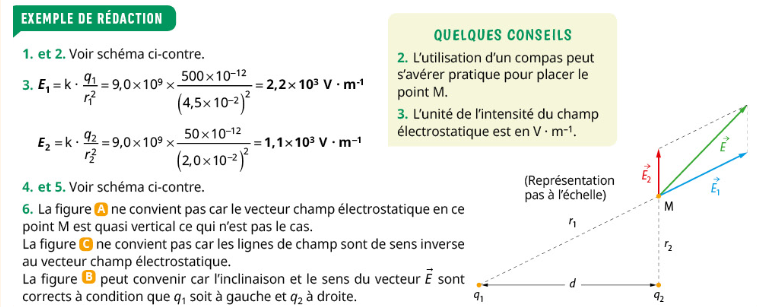 EXEMPLE DE RÉDACTION
1. et 2. Voir schéma ci-contre.
3. E₁ = k · q₁/r₁² = 9,0 × 10⁹ × 500 × 10⁻¹²/(4,5 × 10⁻²)² = 2,2 × 10³ V · m⁻¹
E₂ = k · q₂/r₂² = 9,0 × 10⁹ × 50 × 10⁻¹²/(2,0 × 10⁻²)² = 1,1 × 10³ V · m⁻¹
4. et 5. Voir schéma ci-contre.
6. La figure A ne convient pas car le vecteur champ électrostatique en ce
point M est quasi vertical ce qui n'est pas le cas.
La figure C ne convient pas car les lignes de champ sont de sens inverse
au vecteur champ électrostatique.
La figure B peut convenir car l'inclinaison et le sens du vecteur E⃗ sont
corrects à condition que q₁ soit à gauche et q₂ à droite.
QUELQUES CONSEILS
2. L'utilisation d'un compas peut
s'avérer pratique pour placer le
point M.
3. L'unité de l'intensité du champ
électrostatique est en V · m⁻¹.
(Représentation
pas à l'échelle)
E⃗₂
E⃗
E⃗₁
M
r₁
r₂
d
q₁
q₂